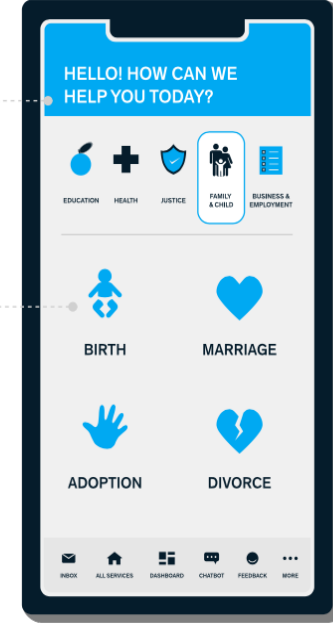 HELLO! HOW CAN WE
HELP YOU TODAY?
EDUCATION
HEALTH
JUSTICE
FAMILY
& CHILD
BUSINESS &
EMPLOYMENT
BIRTH
MARRIAGE
ADOPTION
DIVORCE
INBOX
ALL SERVICES
DASHBOARD
CHATBOT
FEEDBACK
MORE